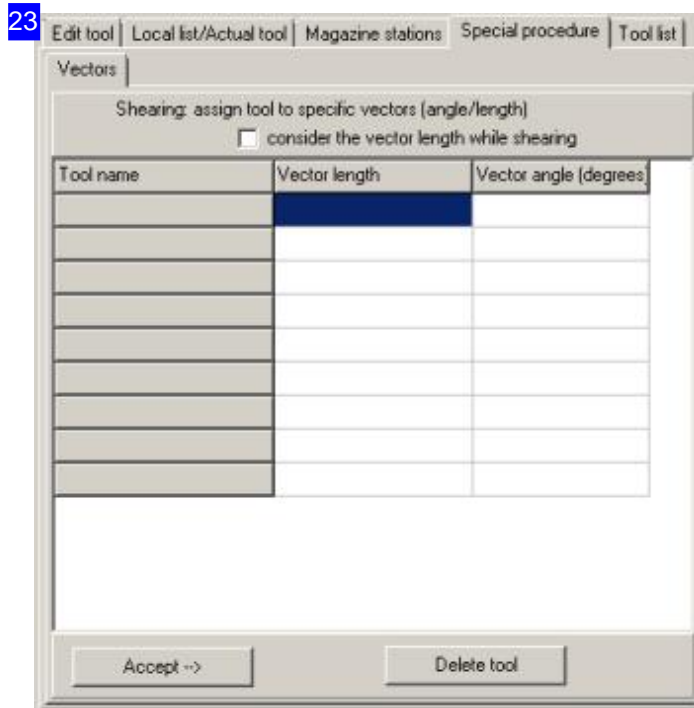 23
Edit tool Local list/Actual tool Magazine stations Special procedure Tool list
Vectors
Shearing: assign tool to specific vectors (angle/length)
consider the vector length while shearing
Tool name Vector length Vector angle (degrees)
Accept --> Delete tool